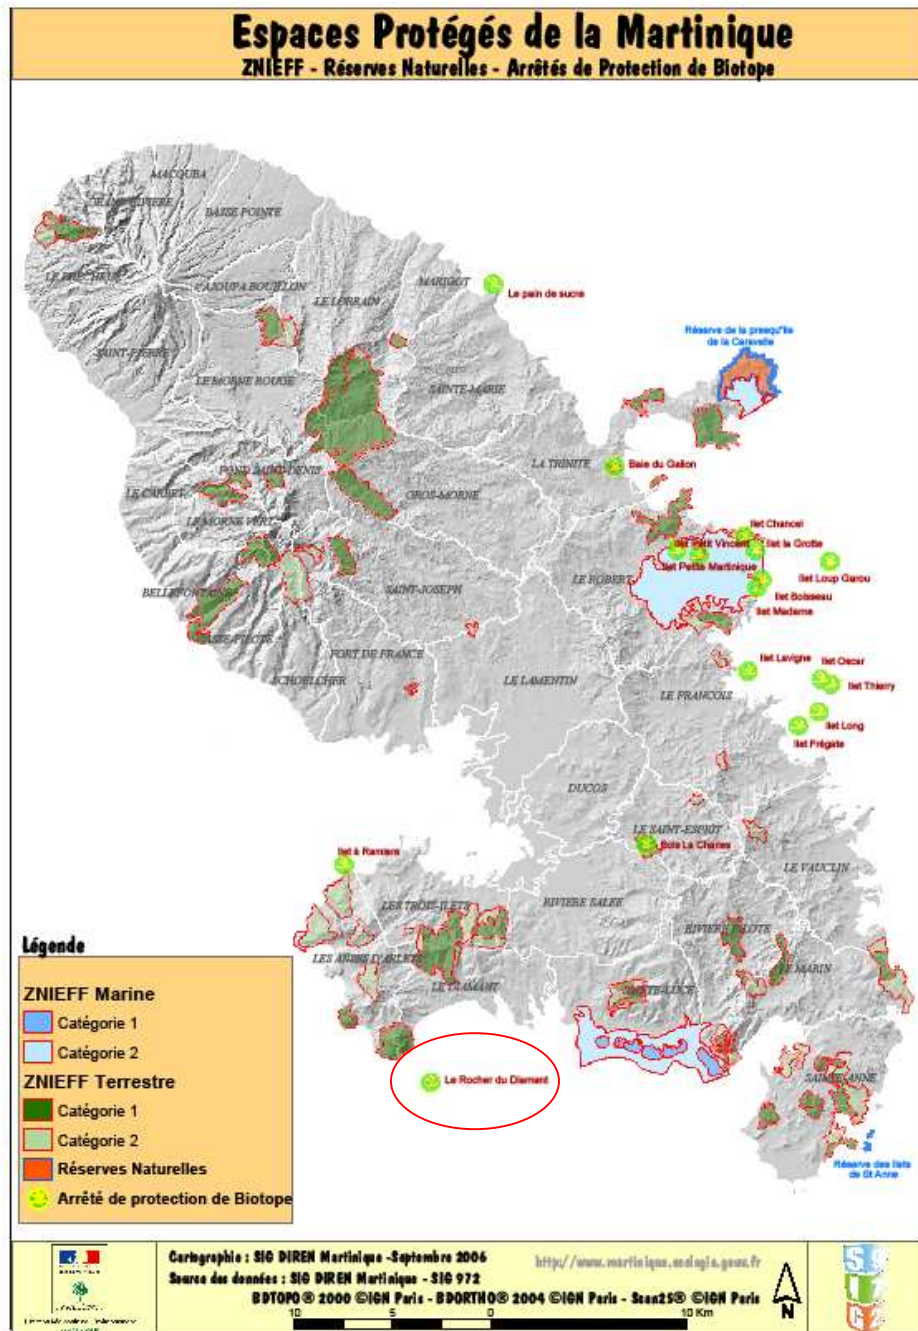 Espaces Protégés de la Martinique
ZNIEFF - Réserves Naturelles - Arrêtés de Protection de Biotope
MACOUBA
BASSE POINTE
MARIGOT
Le pain de sucre
AJOUPA BOUILLON
LE LORRAIN
Réserve de la presqu'île
de la Caravelle
SAINT-PIERRE
LE MORNE ROUGE
SAINTE-MARIE
LA TRINITE
Baie du Galion
FOND SAINT-DENIS
LE CARBET
GROS-MORNE
LE MORNE VERT
Ilet Chancel
Ilet Petit Vincent
Ilet la Grotte
Ilet Petite Martinique
Ilet Loup Garou
LE ROBERT
Ilet Boisseau
Ilet Madame
BELLEFONTAINE
SAINT-JOSEPH
FORT DE FRANCE
SCHOELCHER
LE LAMENTIN
LE FRANCOIS
Ilet Lavigne
Ilet Oscar
Ilet Thierry
Ilet Long
Ilet Frégate
DUCOS
LE SAINT-ESPRIT
Bois La Charles
LE VAUCLIN
Ilet à Ramiers
LES TROIS-ILETS
RIVIERE SALEE
RIVIERE PILOTE
LES ANSES D'ARLETS
LE MARIN
LE DIAMANT
SAINTE-LUCE
Le Rocher du Diamant
SAINTE-ANNE
Réserve des Ilets
de St Anne
Légende
ZNIEFF Marine
Catégorie 1
Catégorie 2
ZNIEFF Terrestre
Catégorie 1
Catégorie 2
Réserves Naturelles
Arrêté de protection de Biotope
Cartographie : SIG DIREN Martinique -Septembre 2006
http://www.martinique.ecologie.gouv.fr
Source des données : SIG DIREN Martinique - SIG 972
BDTOPO® 2000 ©IGN Paris - BDORTHO® 2004 ©IGN Paris - Scan25® ©IGN Paris
10 5 0 10 Km
N